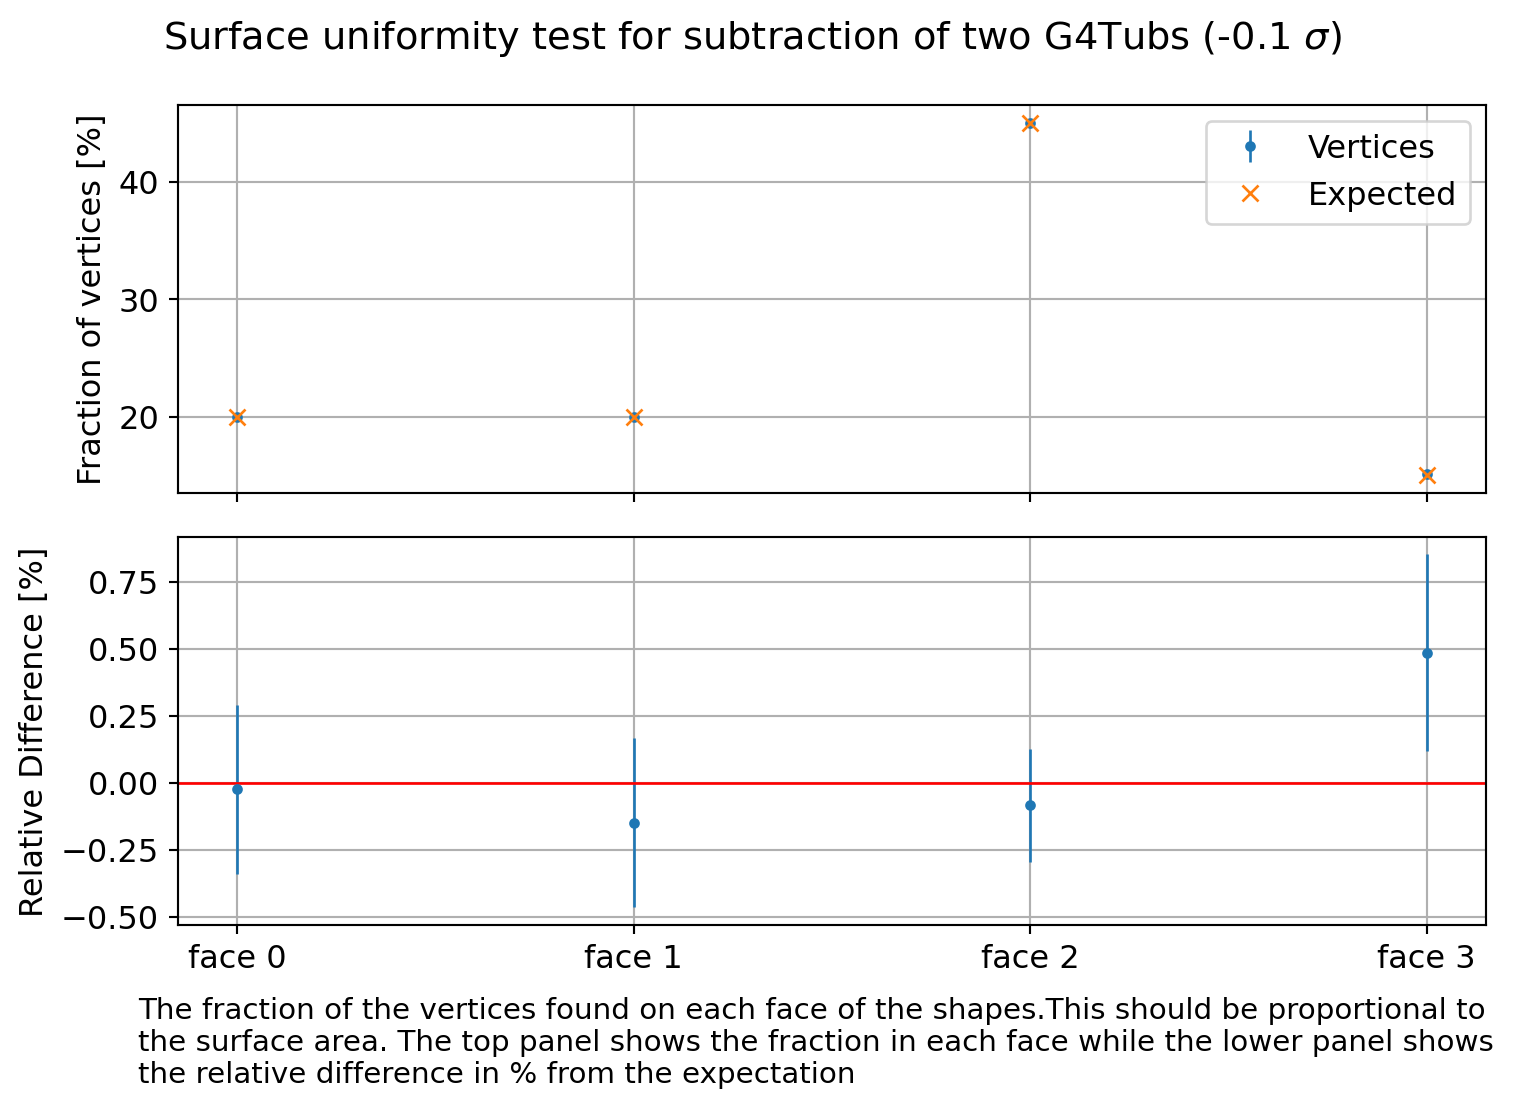 Surface uniformity test for subtraction of two G4Tubs (-0.1 σ)
Fraction of vertices [%]
40
30
20
Vertices
Expected
Relative Difference [%]
0.75
0.50
0.25
0.00
−0.25
−0.50
face 0
face 1
face 2
face 3
The fraction of the vertices found on each face of the shapes.This should be proportional to
the surface area. The top panel shows the fraction in each face while the lower panel shows
the relative difference in % from the expectation